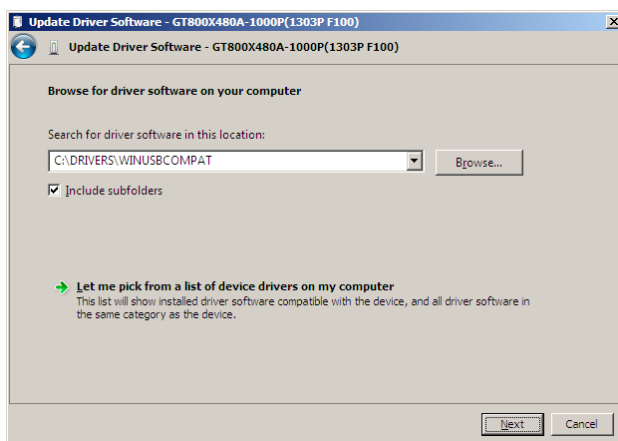 Update Driver Software - GT800X480A-1000P(1303P F100)
Update Driver Software - GT800X480A-1000P(1303P F100)
Browse for driver software on your computer
Search for driver software in this location:
C:\DRIVERS\WINUSBCOMPAT
Browse...
Include subfolders
Let me pick from a list of device drivers on my computer
This list will show installed driver software compatible with the device, and all driver software in
the same category as the device.
Next
Cancel